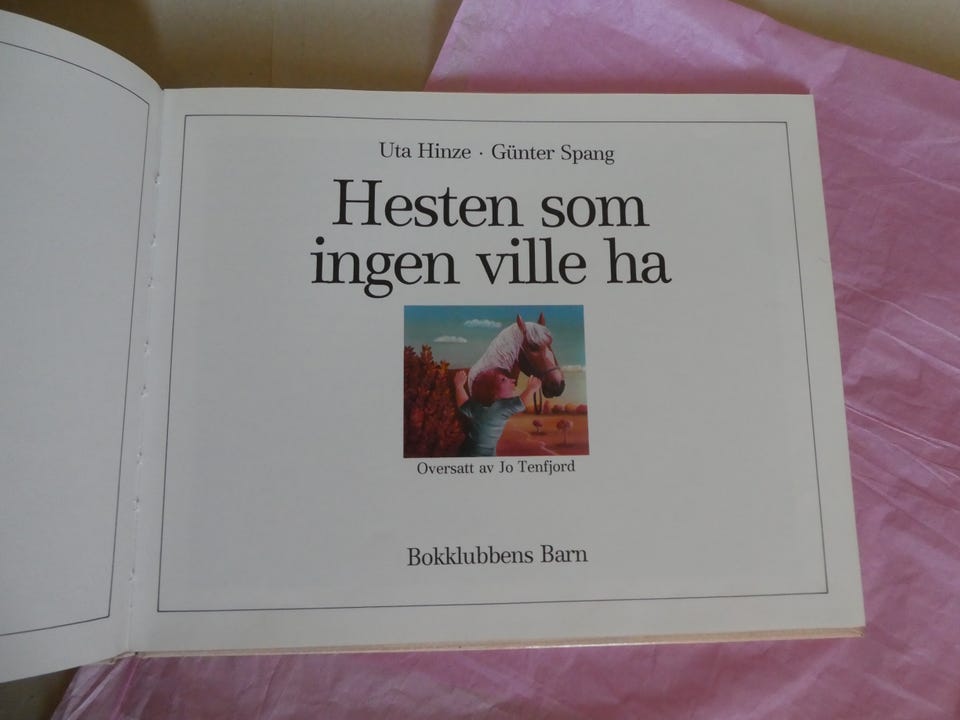 Uta Hinze · Günter Spang
Hesten som
ingen ville ha
Oversatt av Jo Tenfjord
Bokklubbens Barn